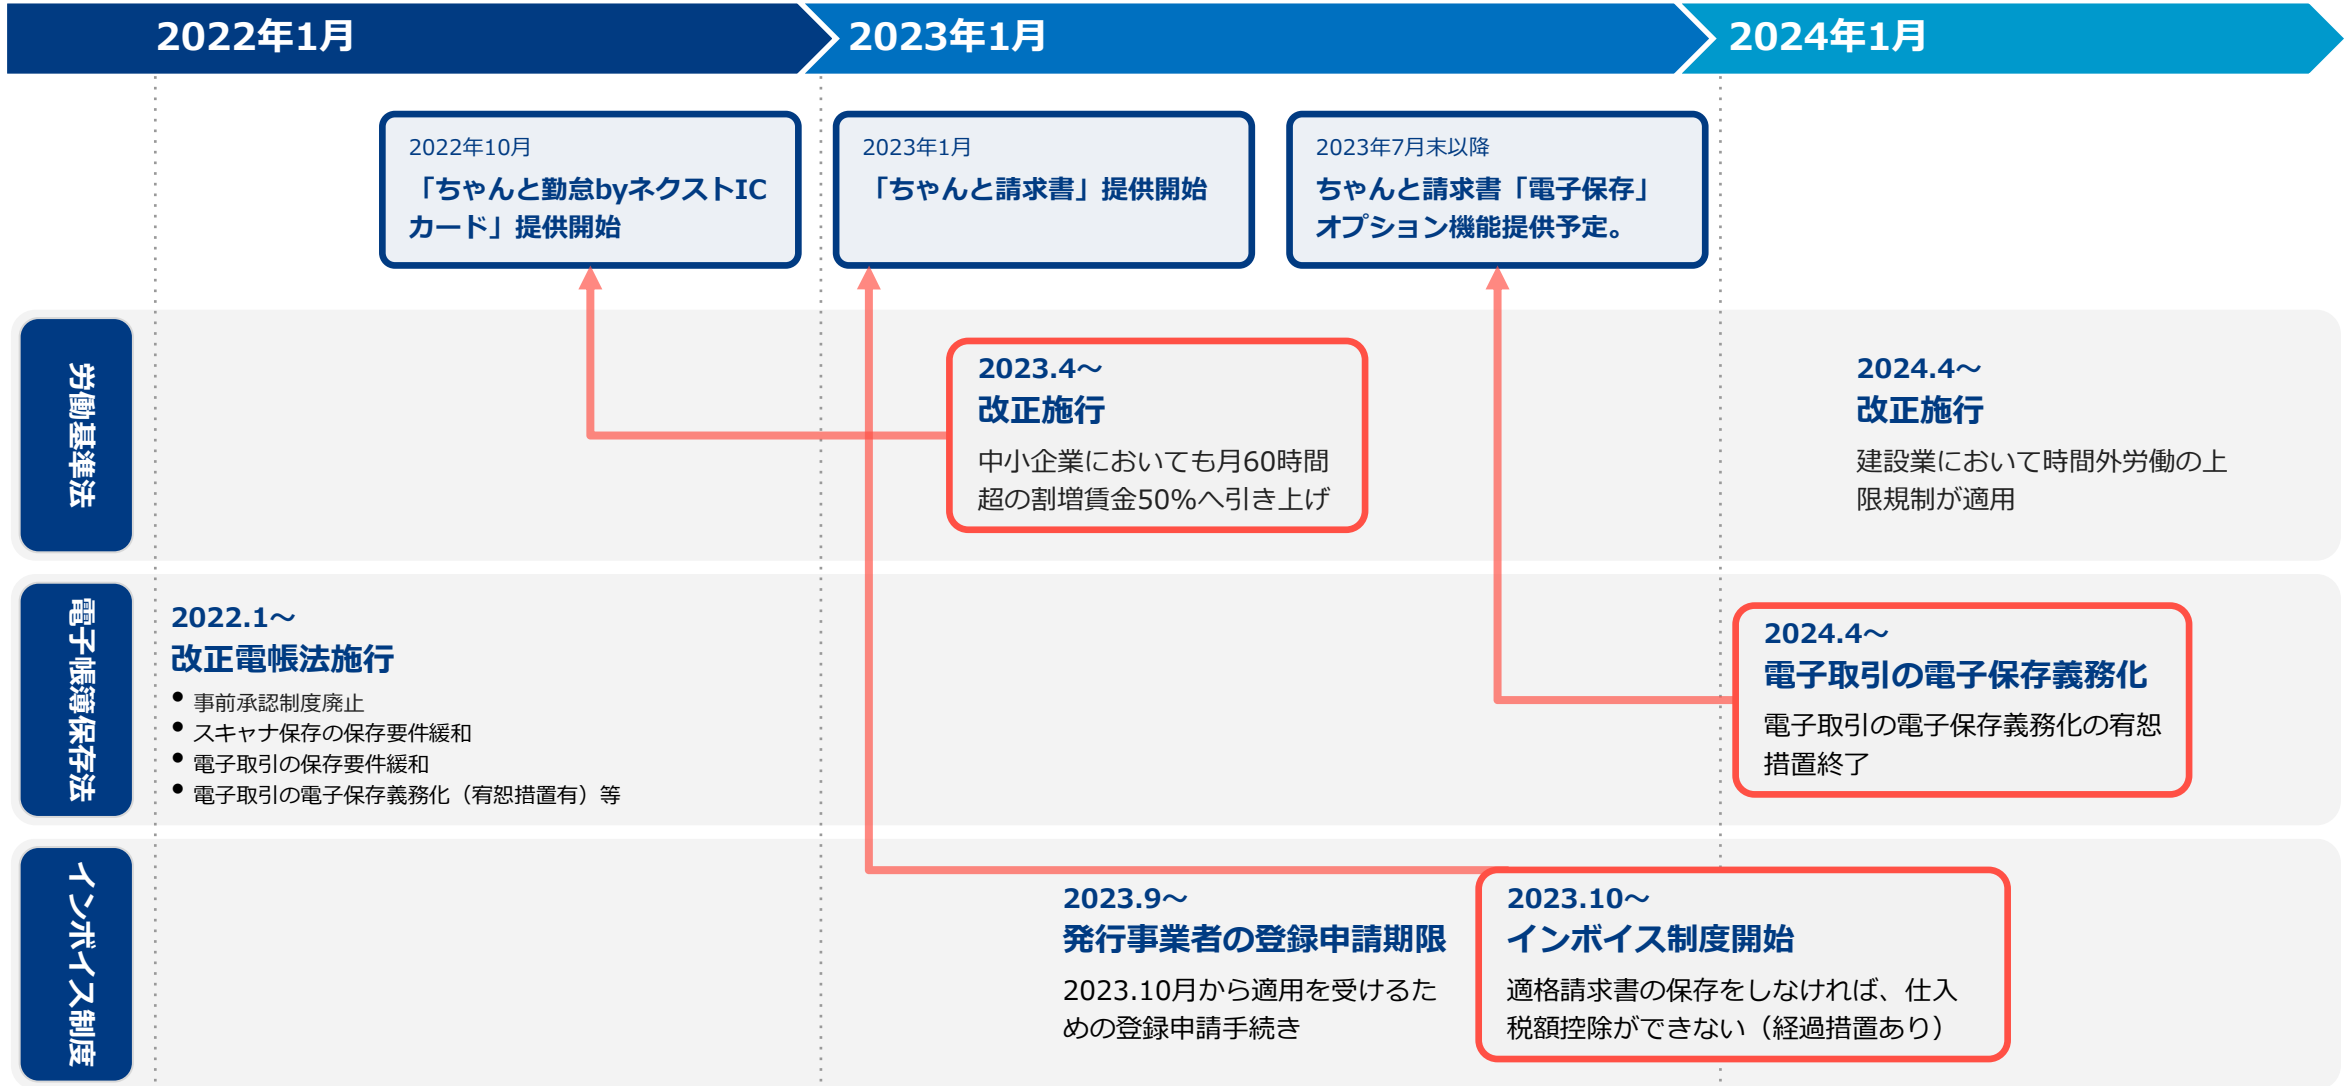 2022年1月
2023年1月
2024年1月
2022年10月
「ちゃんと勤怠byネクストIC
カード」提供開始
2023年1月
「ちゃんと請求書」提供開始
2023年7月末以降
ちゃんと請求書「電子保存」
オプション機能提供予定。
労働基準法
2023.4～
改正施行
中小企業においても月60時間
超の割増賃金50%へ引き上げ
2024.4～
改正施行
建設業において時間外労働の上
限規制が適用
電子帳簿保存法
2022.1～
改正電帳法施行
• 事前承認制度廃止
• スキャナ保存の保存要件緩和
• 電子取引の保存要件緩和
• 電子取引の電子保存義務化（宥恕措置有）等
2024.4～
電子取引の電子保存義務化
電子取引の電子保存義務化の宥恕
措置終了
インボイス制度
2023.9～
発行事業者の登録申請期限
2023.10月から適用を受けるた
めの登録申請手続き
2023.10～
インボイス制度開始
適格請求書の保存をしなければ、仕入
税額控除ができない（経過措置あり）